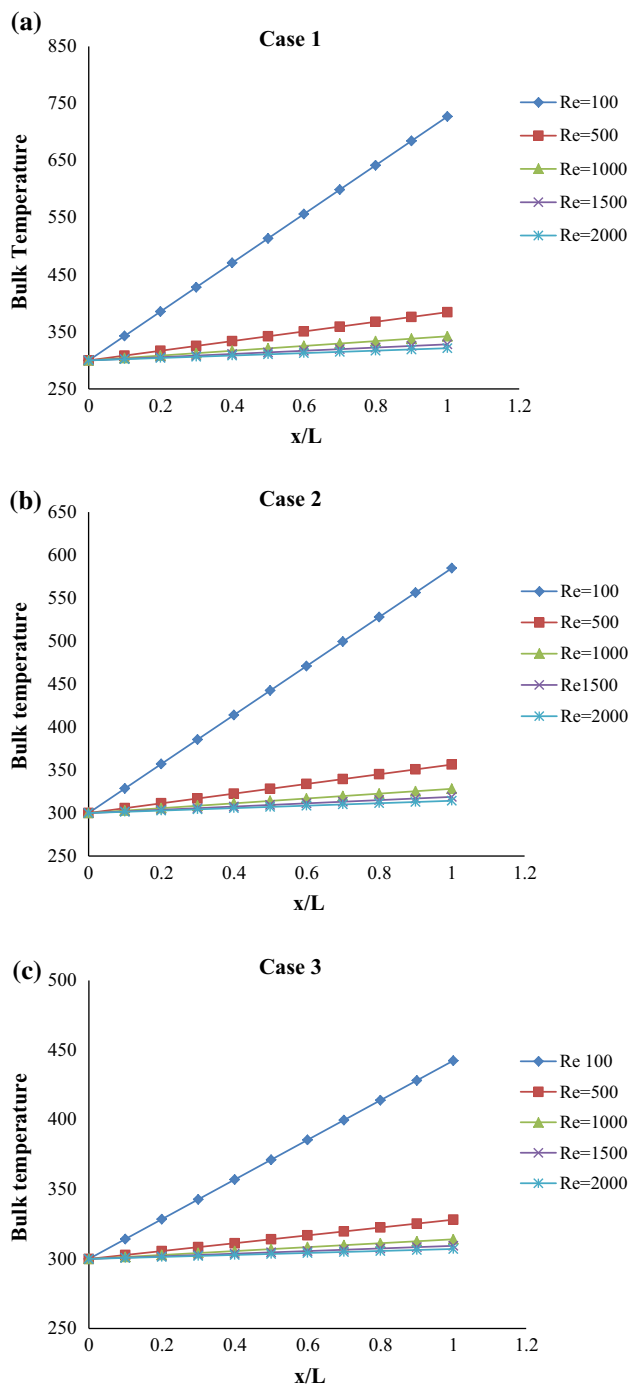 (a)
Case 1
850
750
650
550
450
350
250
Bulk Temperature
0
0.2
0.4
0.6
0.8
1
1.2
x/L
Re=100
Re=500
Re=1000
Re=1500
Re=2000
(b)
Case 2
650
600
550
500
450
400
350
300
250
Bulk temperature
0
0.2
0.4
0.6
0.8
1
1.2
x/L
Re=100
Re=500
Re=1000
Re1500
Re=2000
(c)
Case 3
500
450
400
350
300
250
Bulk temperature
0
0.2
0.4
0.6
0.8
1
1.2
x/L
Re 100
Re=500
Re=1000
Re=1500
Re=2000